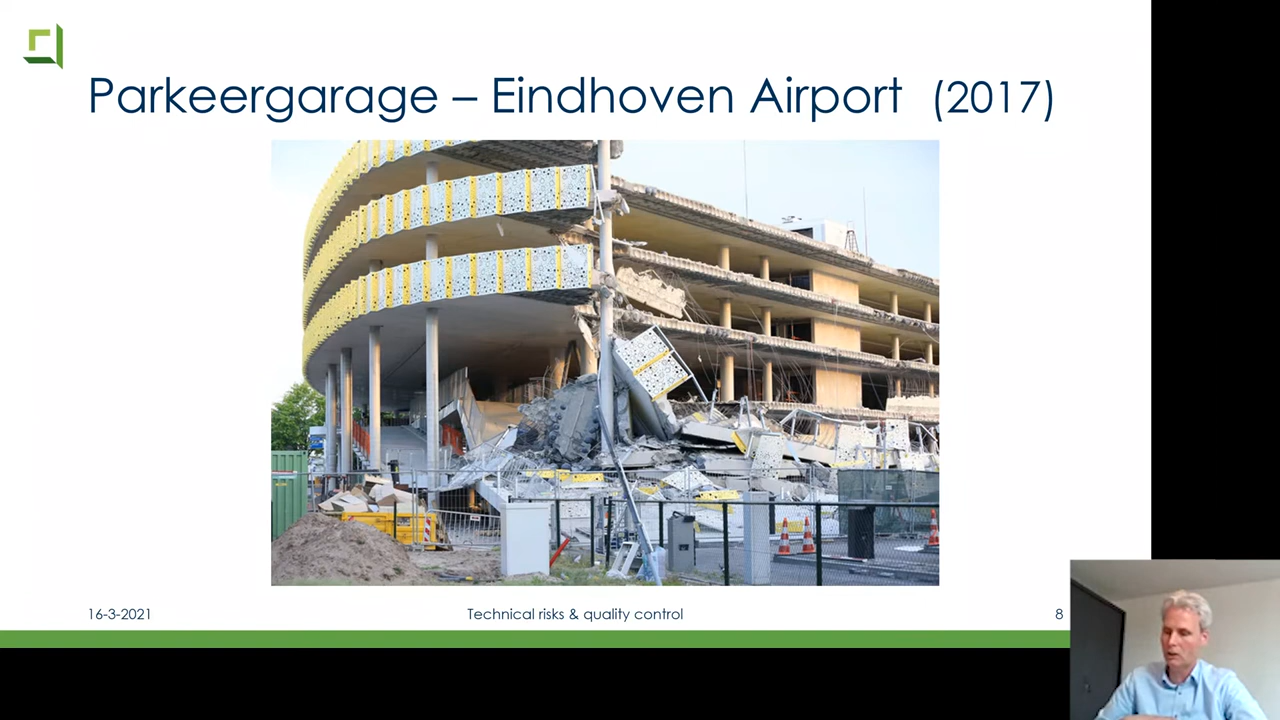 Parkeergarage – Eindhoven Airport (2017)
16-3-2021
Technical risks & quality control
8